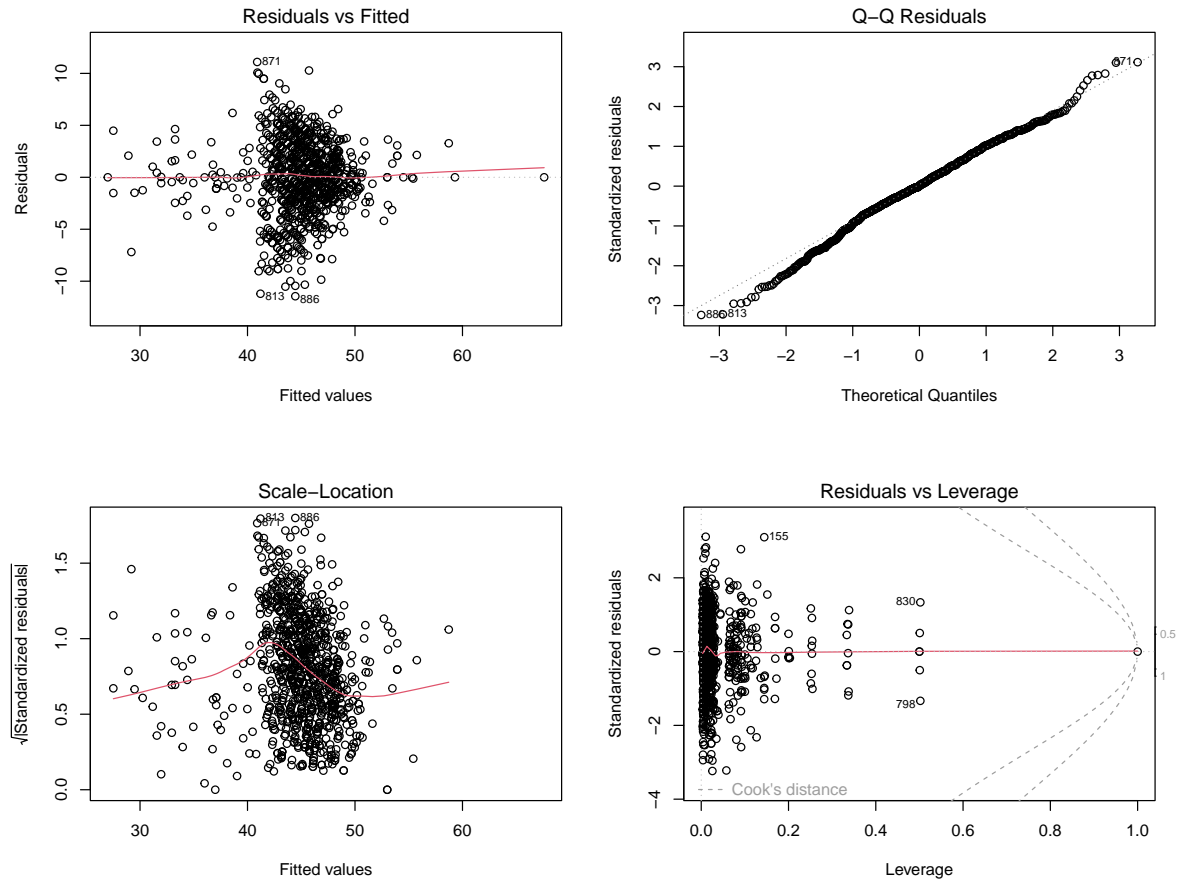 Residuals vs Fitted
Residuals
10
5
0
−5
−10
871
813
886
30 40 50 60
Fitted values
Q−Q Residuals
Standardized residuals
3
2
1
0
−1
−2
−3
871
886
813
−3 −2 −1 0 1 2 3
Theoretical Quantiles
Scale−Location
√|Standardized residuals|
1.5
1.0
0.5
0.0
813
871
886
30 40 50 60
Fitted values
Residuals vs Leverage
Standardized residuals
2
0
−2
−4
155
830
798
0.5
1
Cook's distance
0.0 0.2 0.4 0.6 0.8 1.0
Leverage